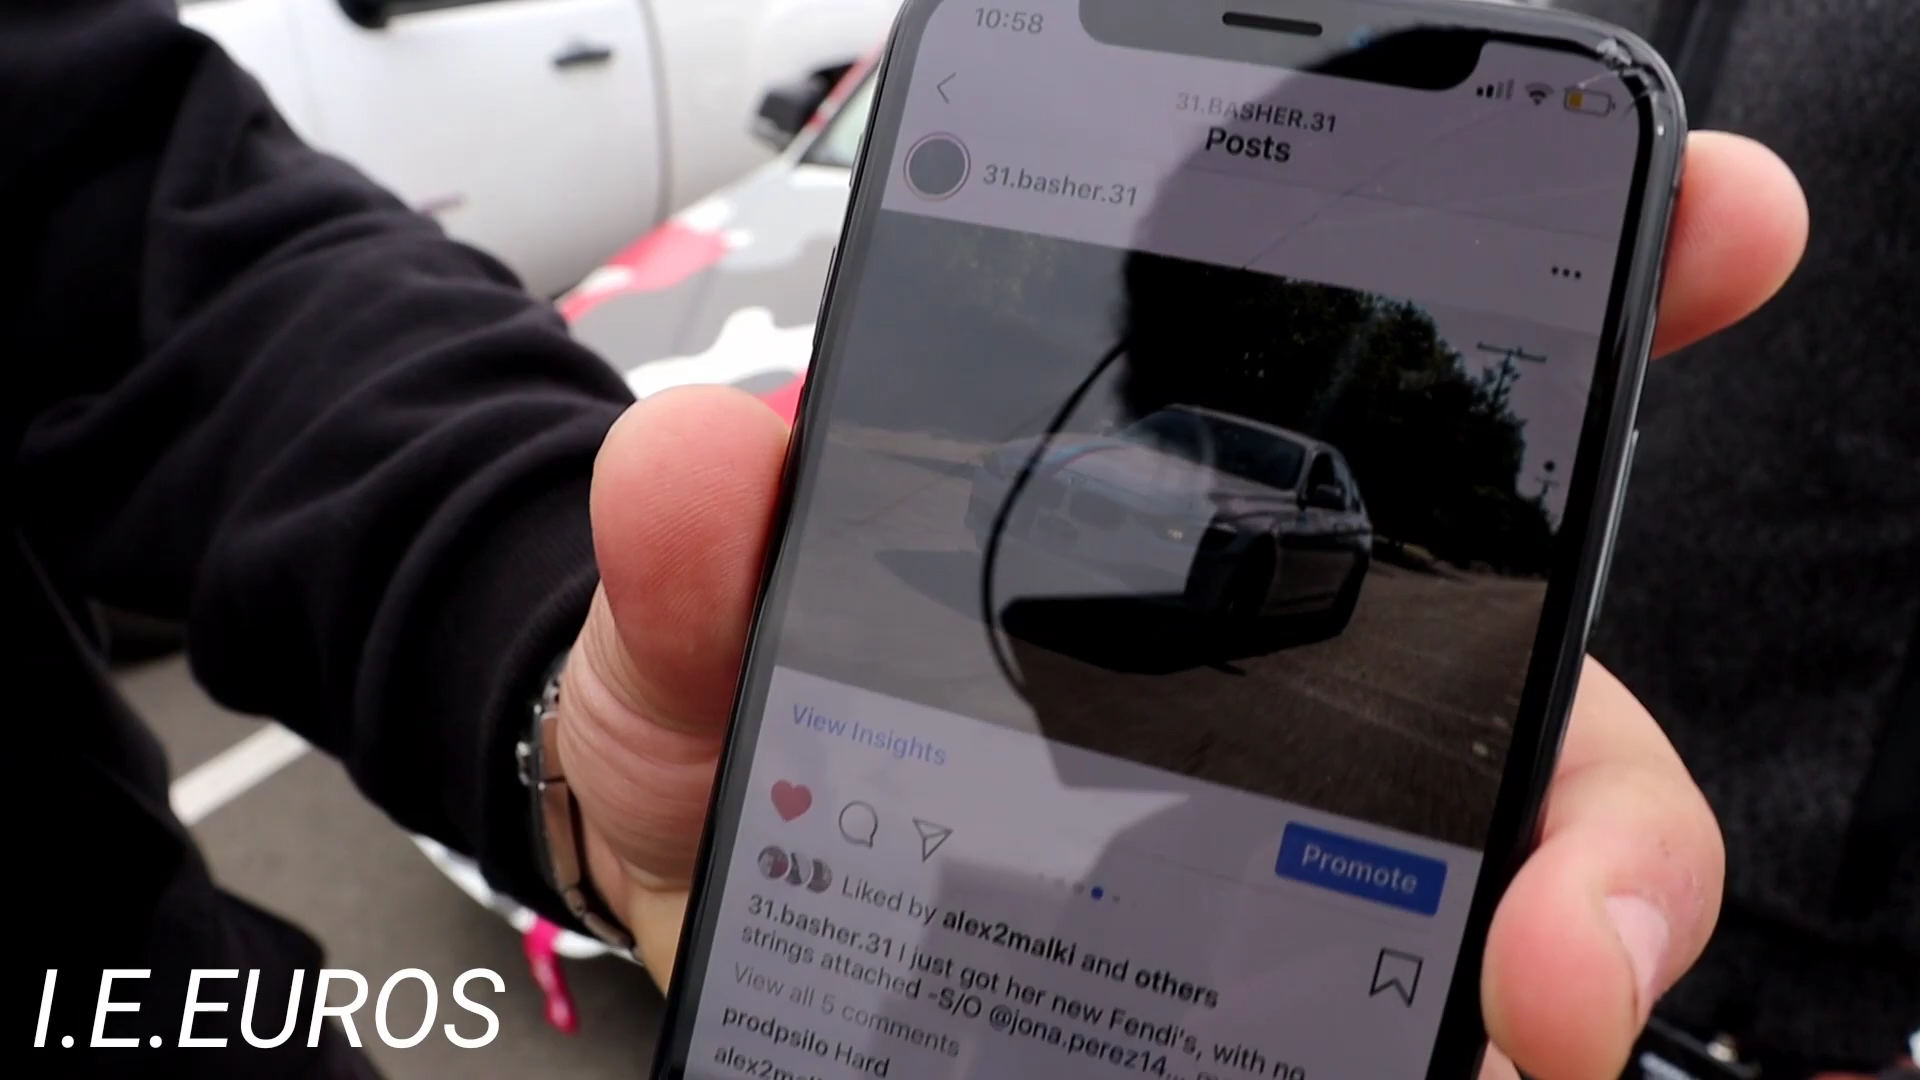 10:58
31.BASHER.31
Posts
31.basher.31
View Insights
Promote
Liked by alex2malki and others
31.basher.31 I just got her new Fendi's, with no
strings attached -S/O @jona.perez14...
View all 5 comments
prodpsilo Hard
I.E.EUROS